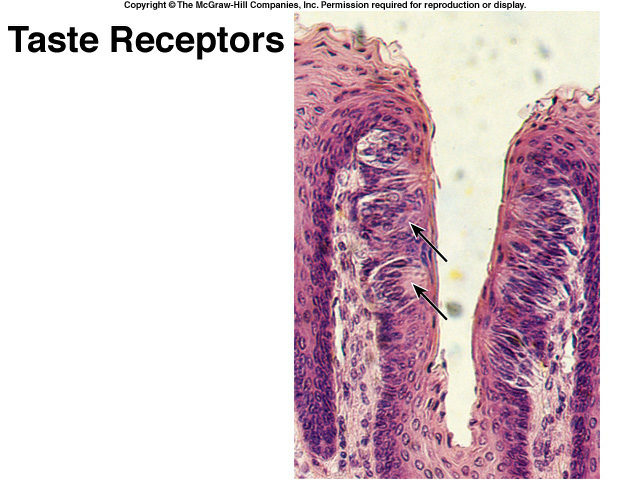 Copyright © The McGraw-Hill Companies, Inc. Permission required for reproduction or display.
Taste Receptors